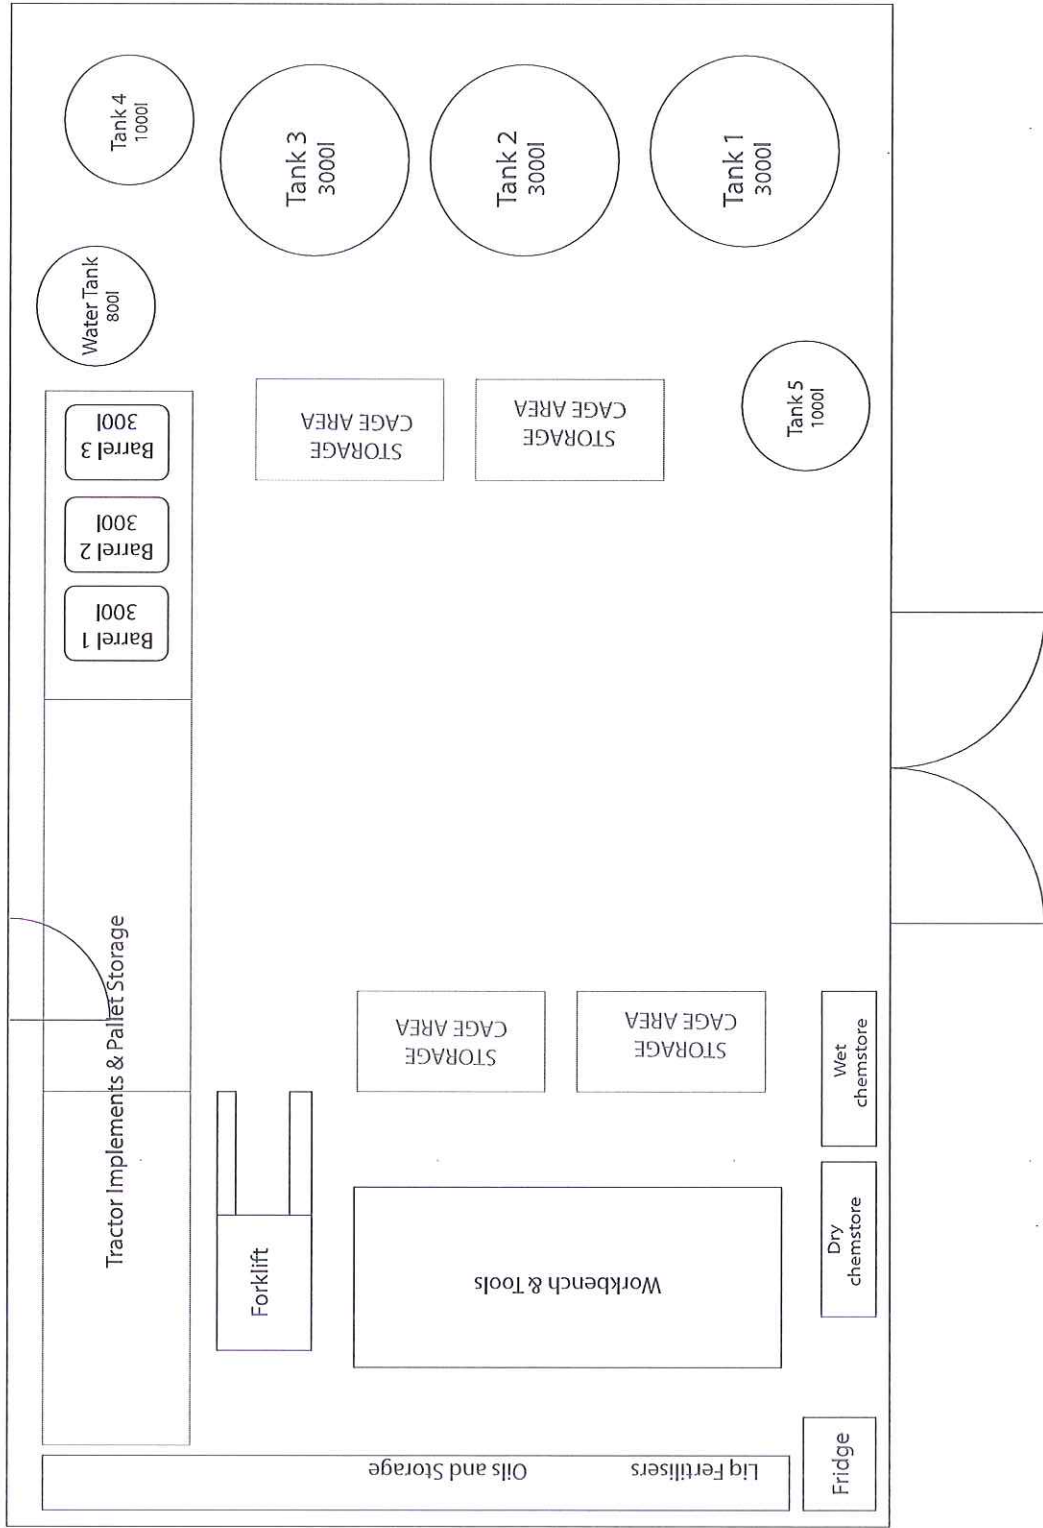 Tank 4
1000l
Tank 3
3000l
Tank 2
3000l
Tank 1
3000l
Water Tank
800l
Barrel 3
300l
Barrel 2
300l
Barrel 1
300l
STORAGE
CAGE AREA
STORAGE
CAGE AREA
Tank 5
1000l
Tractor Implements & Pallet Storage
STORAGE
CAGE AREA
STORAGE
CAGE AREA
Wet
chemstore
Forklift
Workbench & Tools
Dry
chemstore
Oils and Storage
Liq Fertilisers
Fridge